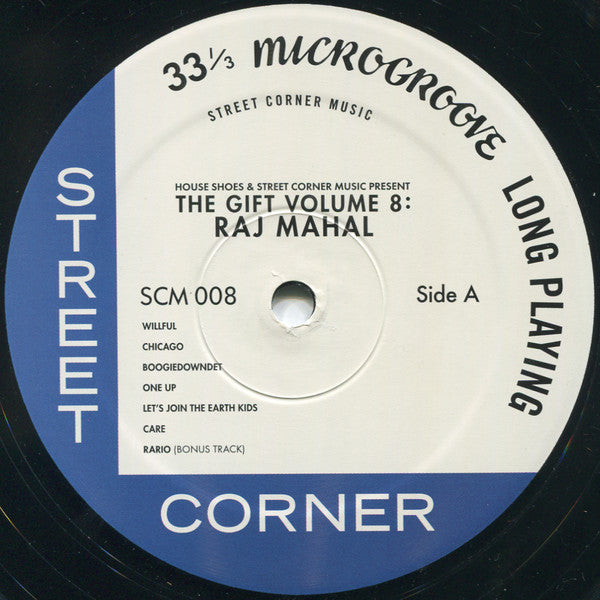 33 1/3 MICROGROOVE LONG PLAYING
STREET CORNER MUSIC
HOUSE SHOES & STREET CORNER MUSIC PRESENT
THE GIFT VOLUME 8:
RAJ MAHAL
SCM 008
Side A
WILLFUL
CHICAGO
BOOGIEDOWNDET
ONE UP
LET'S JOIN THE EARTH KIDS
CARE
RARIO (BONUS TRACK)
STREET
CORNER